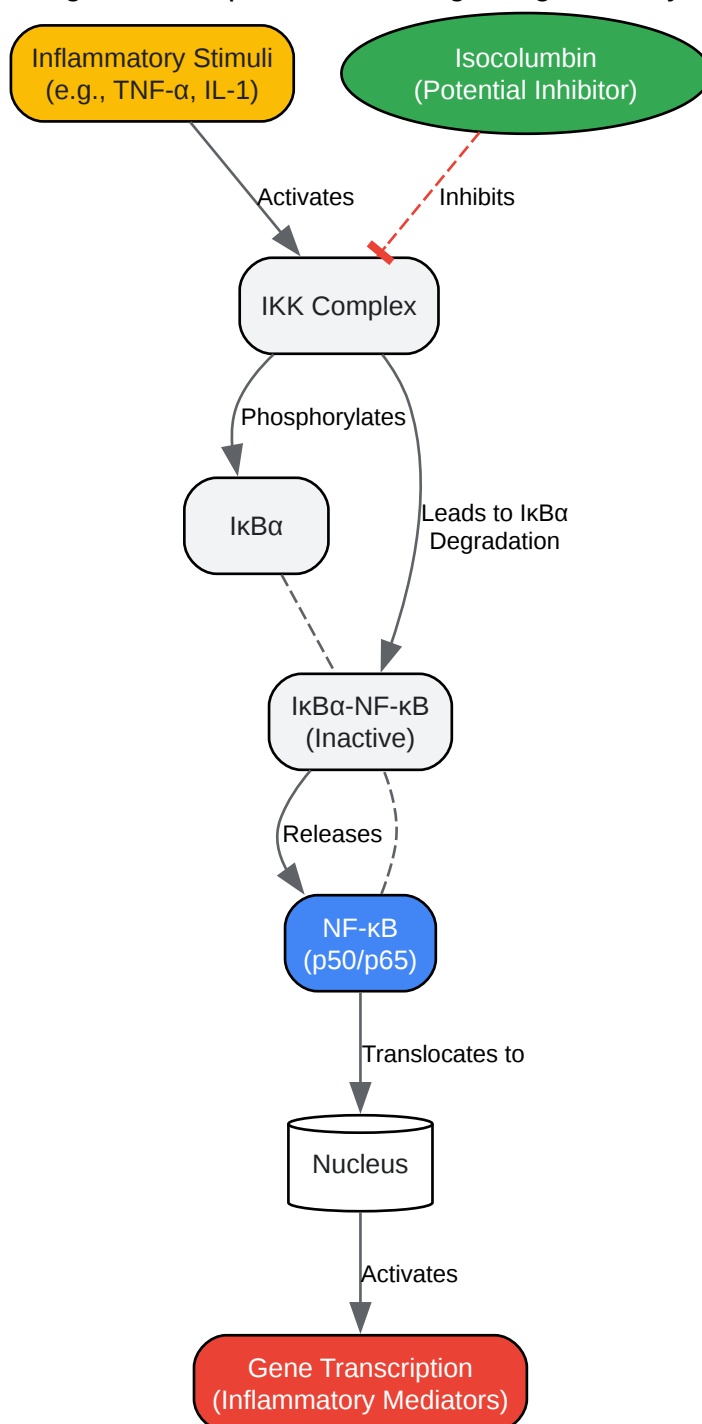 Inflammatory Stimuli
(e.g., TNF-α, IL-1)
Isocolumbin
(Potential Inhibitor)
Activates
Inhibits
IKK Complex
Phosphorylates
IκBα
Leads to IκBα
Degradation
IκBα-NF-κB
(Inactive)
Releases
NF-κB
(p50/p65)
Translocates to
Nucleus
Activates
Gene Transcription
(Inflammatory Mediators)